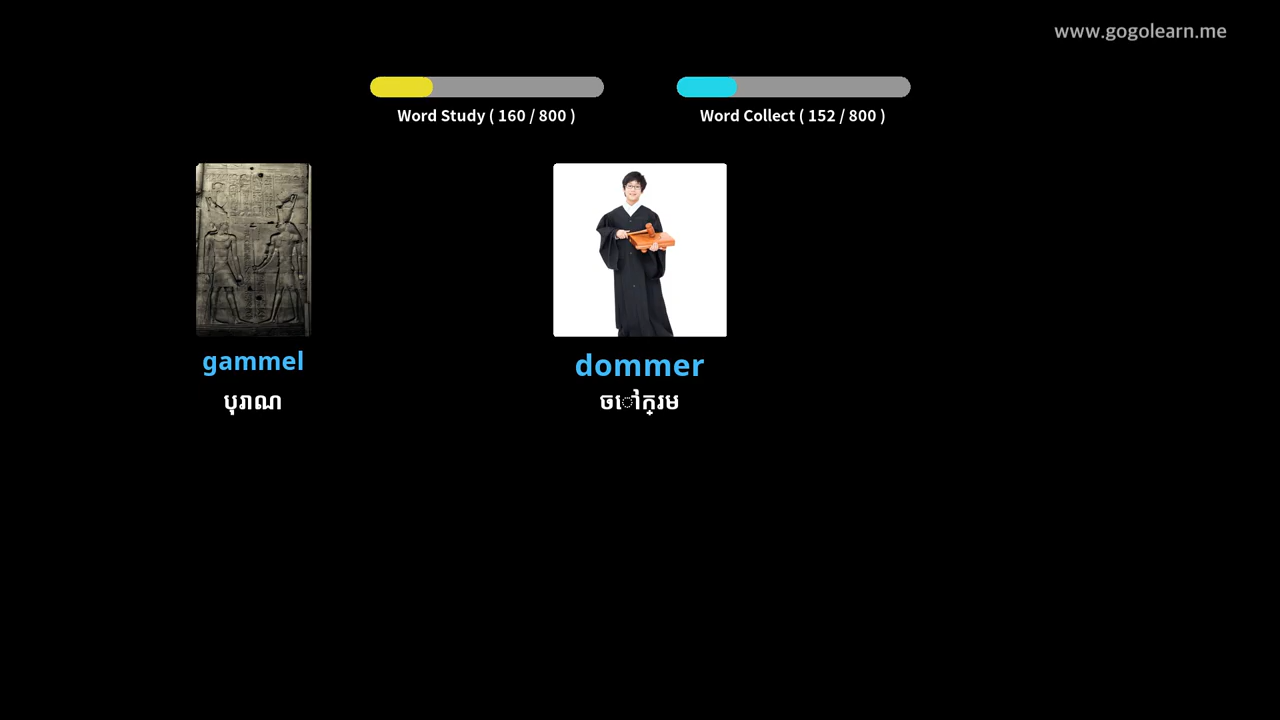 www.gogolearn.me
Word Study ( 160 / 800 )
Word Collect ( 152 / 800 )
gammel
បុរាណ
dommer
ចៅក្រម